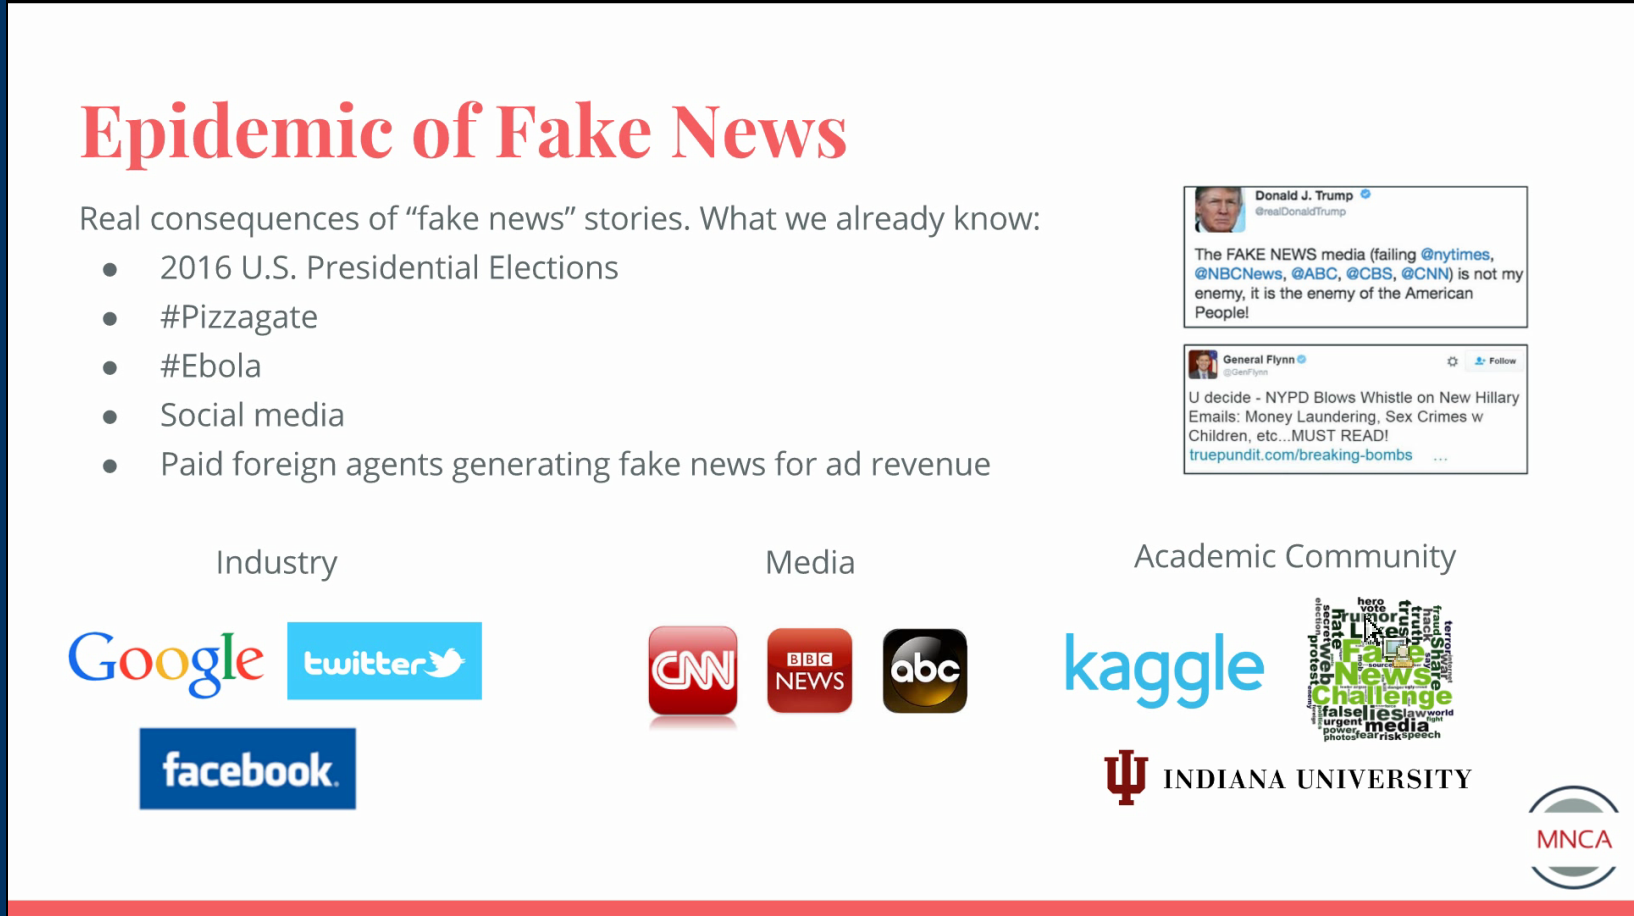 Epidemic of Fake News
Real consequences of “fake news” stories. What we already know:
● 2016 U.S. Presidential Elections
● #Pizzagate
● #Ebola
● Social media
● Paid foreign agents generating fake news for ad revenue
Donald J. Trump
@realDonaldTrump
The FAKE NEWS media (failing @nytimes,
@NBCNews, @ABC, @CBS, @CNN) is not my
enemy, it is the enemy of the American
People!
General Flynn
@GenFlynn
Follow
U decide - NYPD Blows Whistle on New Hillary
Emails: Money Laundering, Sex Crimes w
Children, etc...MUST READ!
truepundit.com/breaking-bombs ...
Industry
Google
twitter
facebook.
Media
CNN
BBC
NEWS
abc
Academic Community
kaggle
hero
vote
rumor
election
secret
hate
trust
truth
hack
fraud
Share
terror
protest
Web
Fake
News
Challenge
false lies law world
urgent media fight
power
photos fear risk speech
INDIANA UNIVERSITY
MNCA